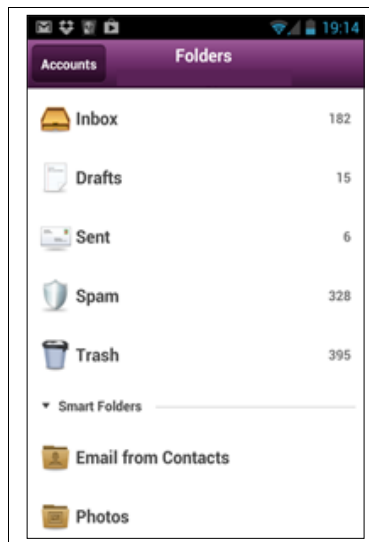 19:14
Accounts
Folders
Inbox 182
Drafts 15
Sent 6
Spam 328
Trash 395
Smart Folders
Email from Contacts
Photos